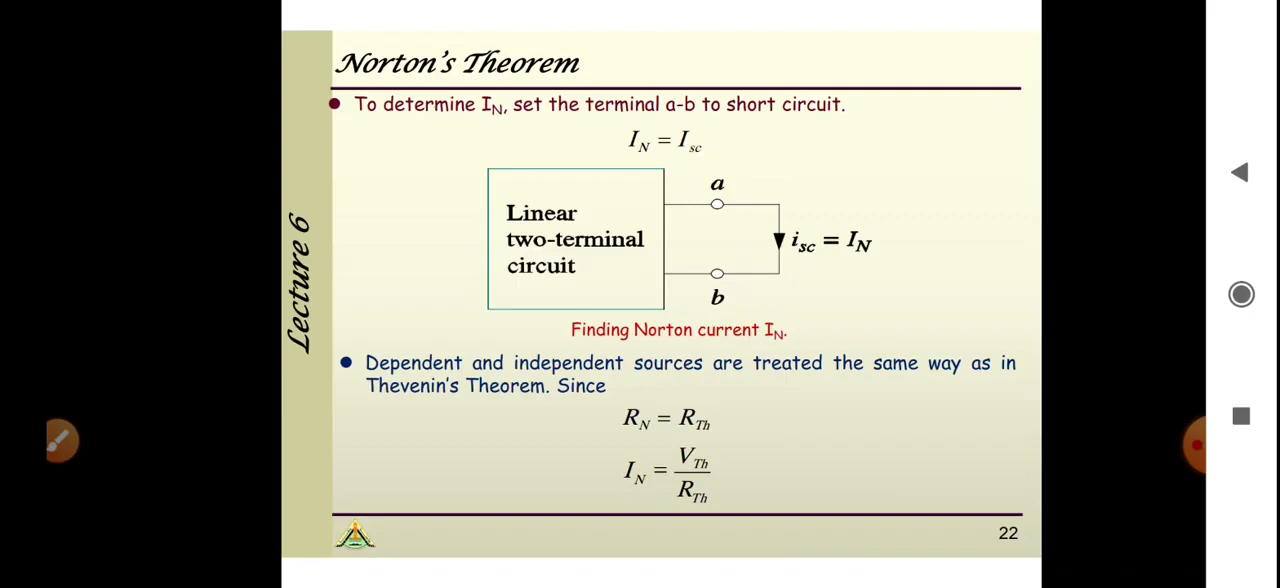 Norton's Theorem
To determine I_N, set the terminal a-b to short circuit.
I_N = I_sc
a
Linear
two-terminal
circuit
i_sc = I_N
b
Finding Norton current I_N.
Dependent and independent sources are treated the same way as in
Thevenin's Theorem. Since
R_N = R_Th
I_N = V_Th / R_Th
22
Lecture 6